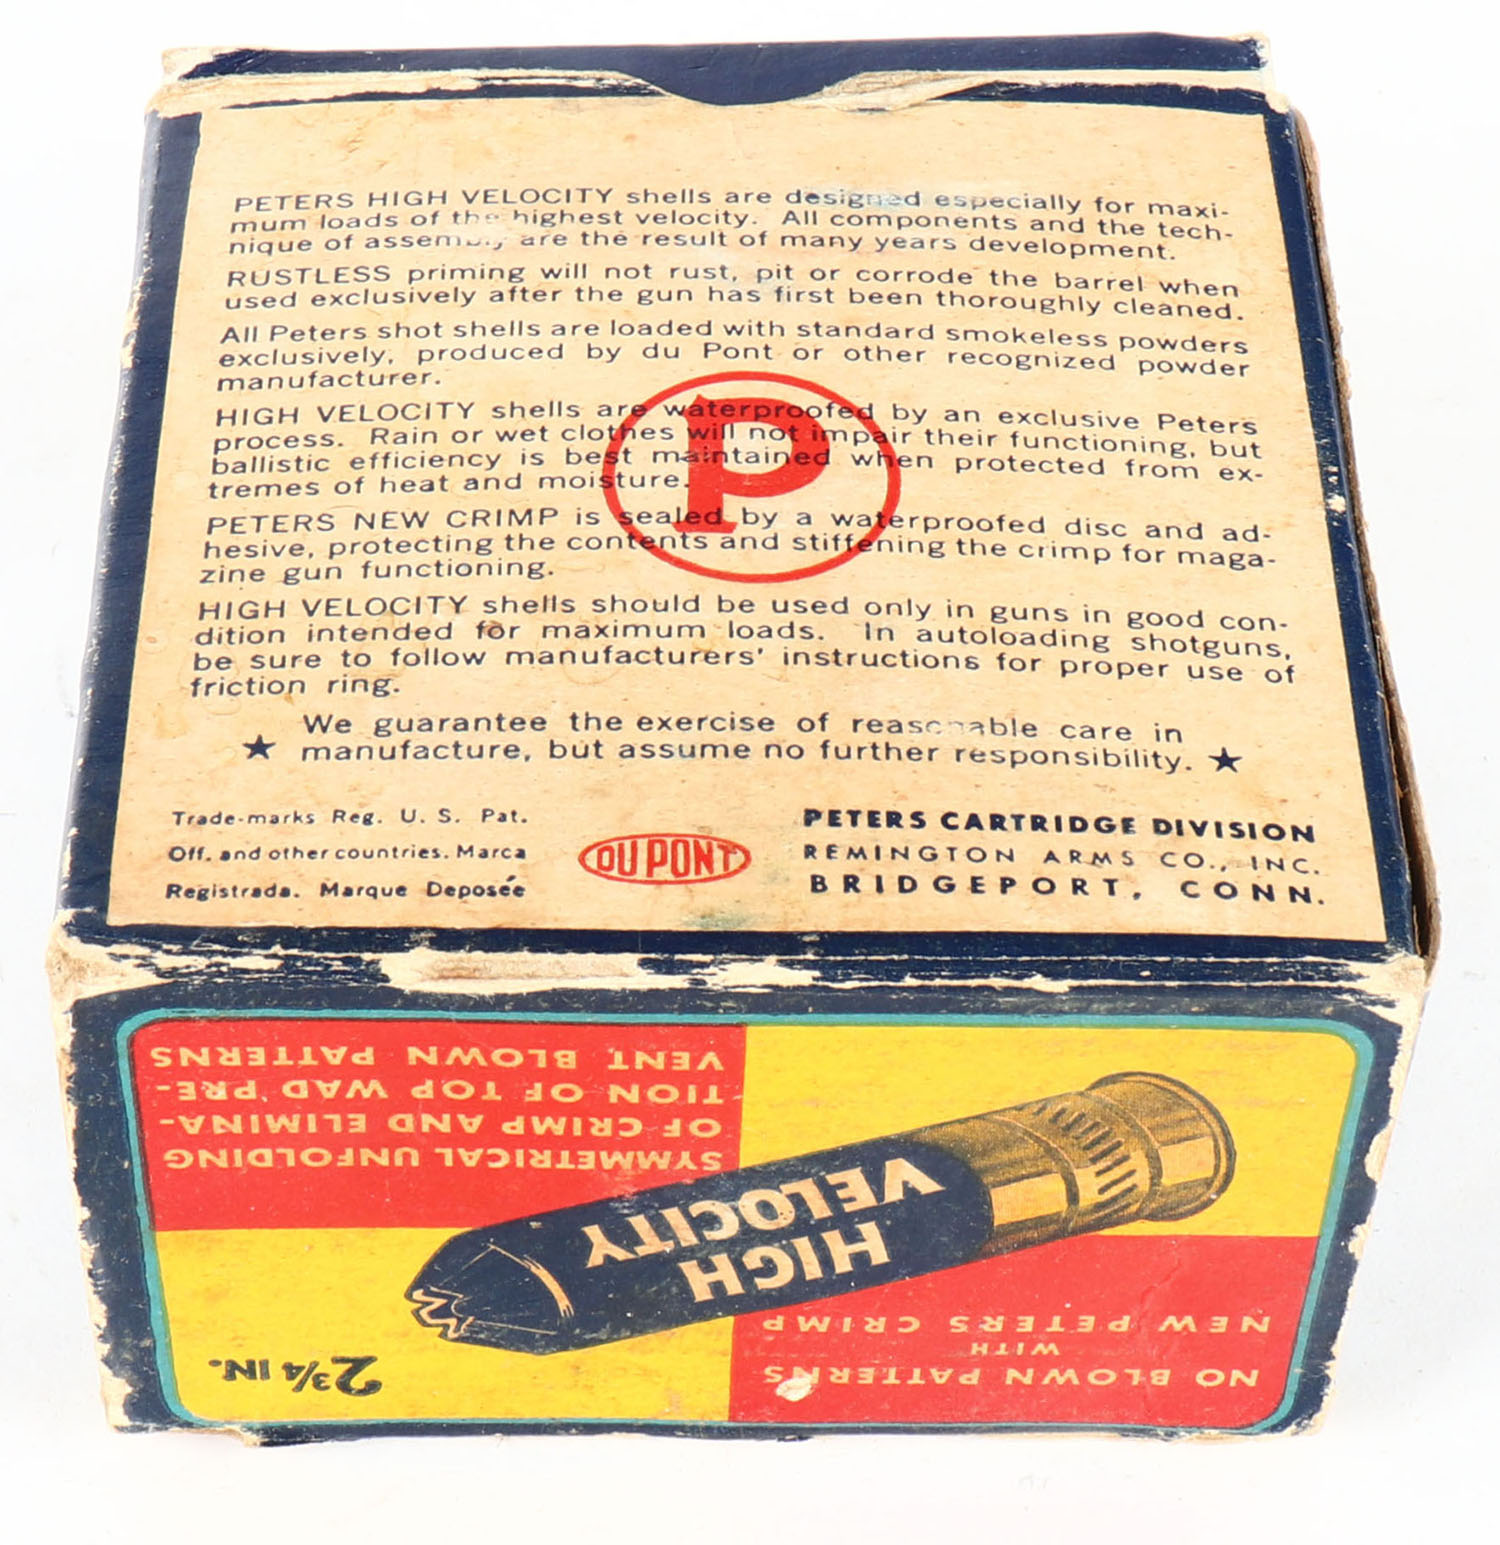 PETERS HIGH VELOCITY shells are designed especially for maxi-
mum loads of the highest velocity. All components and the tech-
nique of assembly are the result of many years development.
RUSTLESS priming will not rust, pit or corrode the barrel when
used exclusively after the gun has first been thoroughly cleaned.
All Peters shot shells are loaded with standard smokeless powders
exclusively, produced by du Pont or other recognized powder
manufacturer.
HIGH VELOCITY shells are waterproofed by an exclusive Peters
process. Rain or wet clothes will not impair their functioning, but
ballistic efficiency is best maintained when protected from ex-
tremes of heat and moisture.
P
PETERS NEW CRIMP is sealed by a waterproofed disc and ad-
hesive, protecting the contents and stiffening the crimp for maga-
zine gun functioning.
HIGH VELOCITY shells should be used only in guns in good con-
dition intended for maximum loads. In autoloading shotguns,
be sure to follow manufacturers' instructions for proper use of
friction ring.
We guarantee the exercise of reasonable care in
★ manufacture, but assume no further responsibility. ★
Trade-marks Reg. U. S. Pat.
Off. and other countries. Marca
Registrada. Marque Deposée
DU PONT
PETERS CARTRIDGE DIVISION
REMINGTON ARMS CO., INC.
BRIDGEPORT, CONN.
NO BLOWN PATTERNS
WITH
NEW PETERS CRIMP
2¾ IN.
HIGH
VELOCITY
SYMMETRICAL UNFOLDING
OF CRIMP AND ELIMINA-
TION OF TOP WAD PRE-
VENT BLOWN PATTERNS